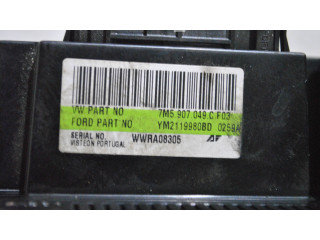 VW PART NO 7M5 907 049 C F03
FORD PART NO YM2119980BD 0259A
SERIAL NO. WWRA08305
VISTEON PORTUGAL